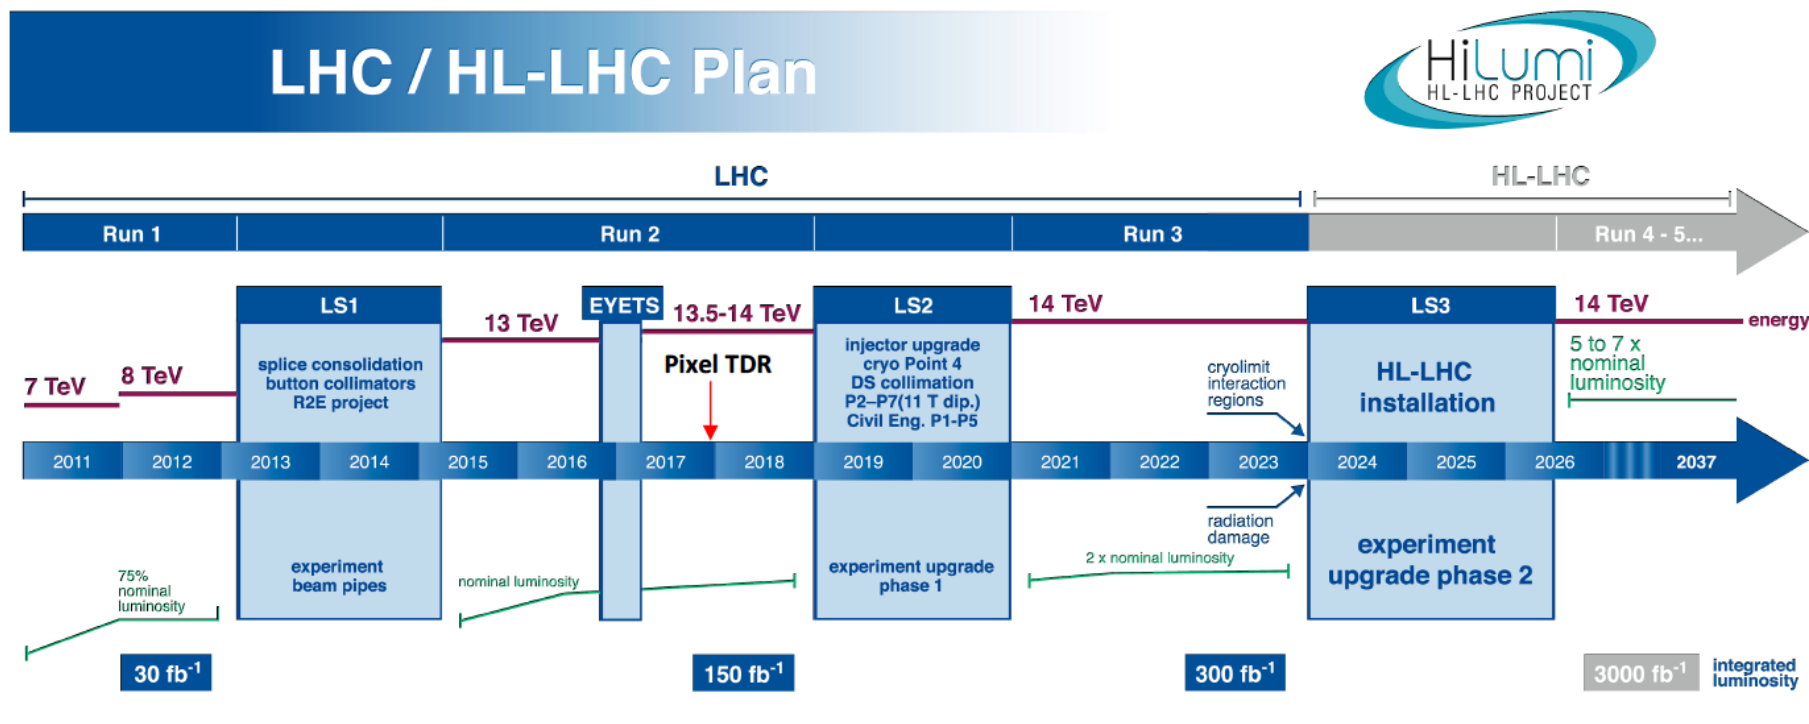 LHC / HL-LHC Plan
HiLumi
HL-LHC PROJECT
LHC
HL-LHC
Run 1
Run 2
Run 3
Run 4 - 5...
LS1
EYETS
LS2
LS3
7 TeV
8 TeV
13 TeV
13.5-14 TeV
14 TeV
14 TeV
energy
splice consolidation
button collimators
R2E project
Pixel TDR
injector upgrade
cryo Point 4
DS collimation
P2–P7(11 T dip.)
Civil Eng. P1-P5
cryolimit
interaction
regions
HL-LHC
installation
5 to 7 x
nominal
luminosity
2011
2012
2013
2014
2015
2016
2017
2018
2019
2020
2021
2022
2023
2024
2025
2026
2037
75%
nominal
luminosity
experiment
beam pipes
nominal luminosity
experiment upgrade
phase 1
2 x nominal luminosity
radiation
damage
experiment
upgrade phase 2
30 fb⁻¹
150 fb⁻¹
300 fb⁻¹
3000 fb⁻¹
integrated
luminosity